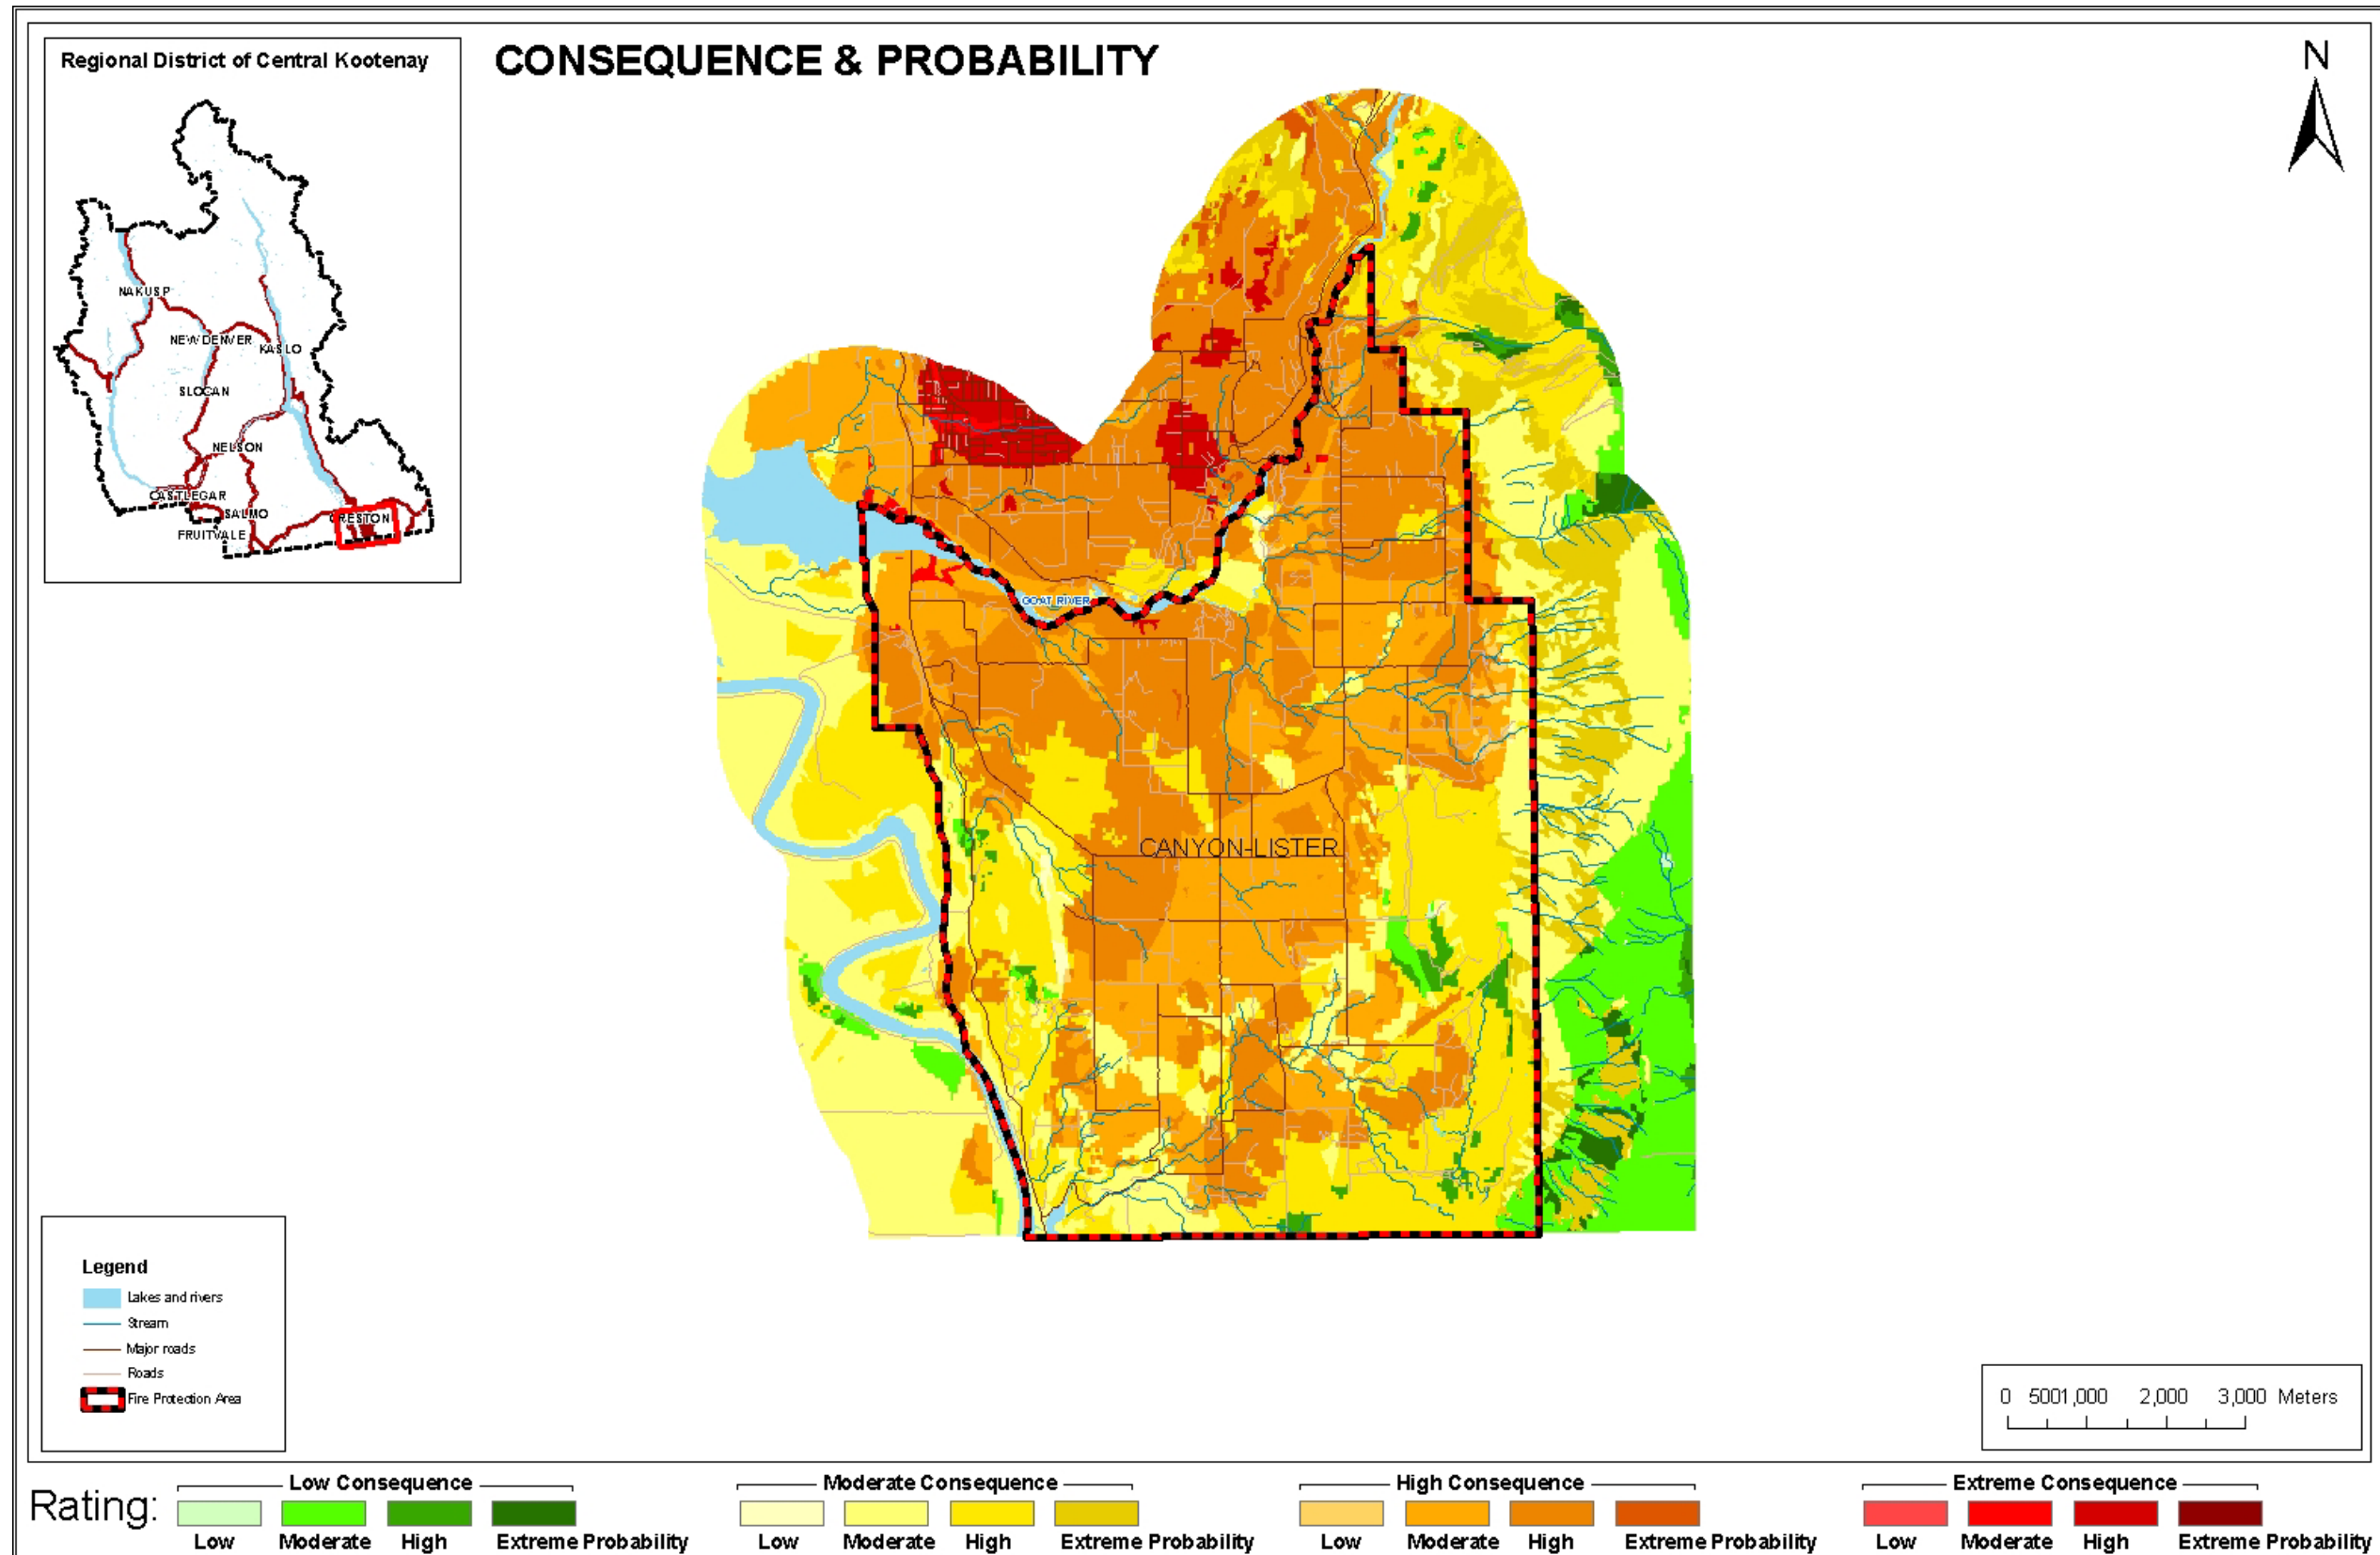 Regional District of Central Kootenay
CONSEQUENCE & PROBABILITY
N
NAKUSP
NEW DENVER
KASLO
SLOCAN
NELSON
CASTLEGAR
SALMO
CRESTON
FRUITVALE
GOAT RIVER
CANYON-LISTER
Legend
Lakes and rivers
Stream
Major roads
Roads
Fire Protection Area
0 500 1,000 2,000 3,000 Meters
Rating:
Low Consequence
Low Moderate High Extreme Probability
Moderate Consequence
Low Moderate High Extreme Probability
High Consequence
Low Moderate High Extreme Probability
Extreme Consequence
Low Moderate High Extreme Probability